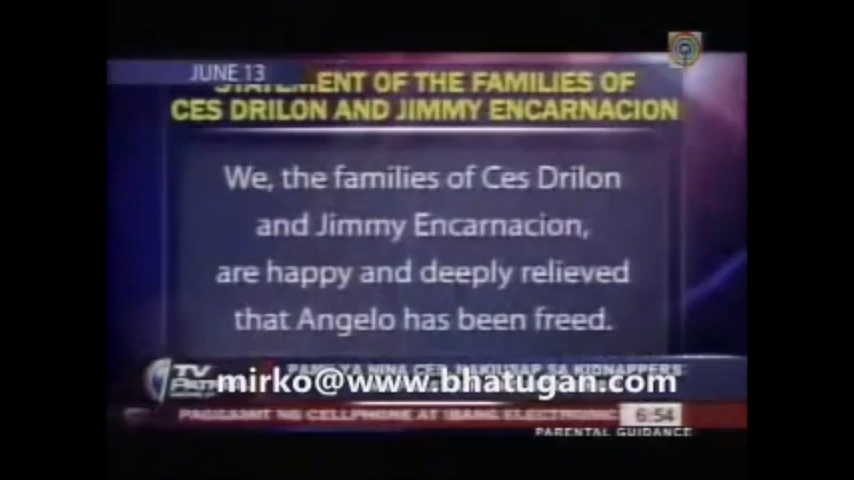 JUNE 13
STATEMENT OF THE FAMILIES OF
CES DRILON AND JIMMY ENCARNACION
We, the families of Ces Drilon
and Jimmy Encarnacion,
are happy and deeply relieved
that Angelo has been freed.
TV
NINA CES, NAKIUSAP SA KIDNAPPERS
mirko@www.bhatugan.com
PAGGAMIT NG CELLPHONE AT IBANG ELECTRONIC
6:54
PARENTAL GUIDANCE